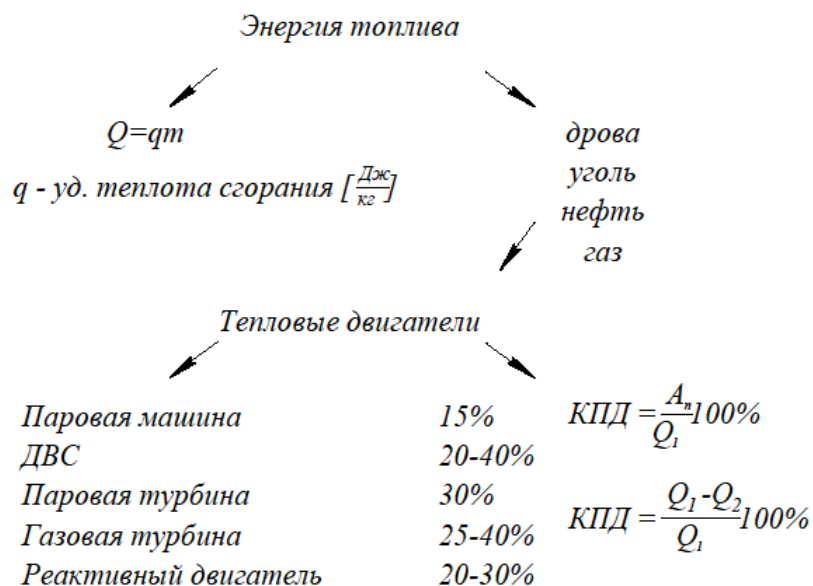 Энергия топлива
Q=qm
q - уд. теплота сгорания [Дж/кг]
дрова
уголь
нефть
газ
Тепловые двигатели
Паровая машина 15%
ДВС 20-40%
Паровая турбина 30%
Газовая турбина 25-40%
Реактивный двигатель 20-30%
КПД = Aₙ/Q₁ 100%
КПД = Q₁-Q₂/Q₁ 100%